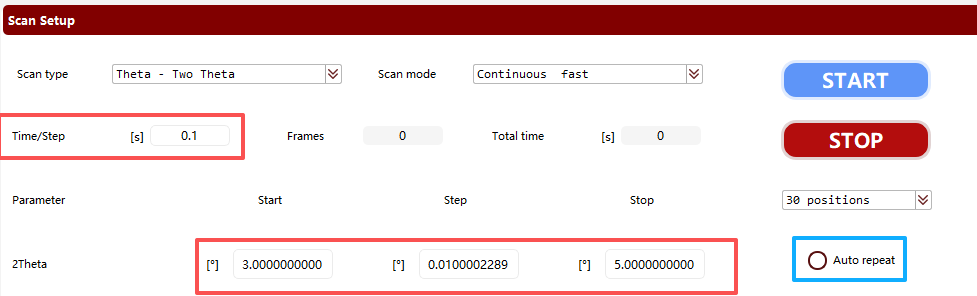 Scan Setup
Scan type Theta - Two Theta Scan mode Continuous fast START
Time/Step [s] 0.1 Frames 0 Total time [s] 0 STOP
Parameter Start Step Stop 30 positions
2Theta [°] 3.0000000000 [°] 0.0100002289 [°] 5.0000000000 Auto repeat